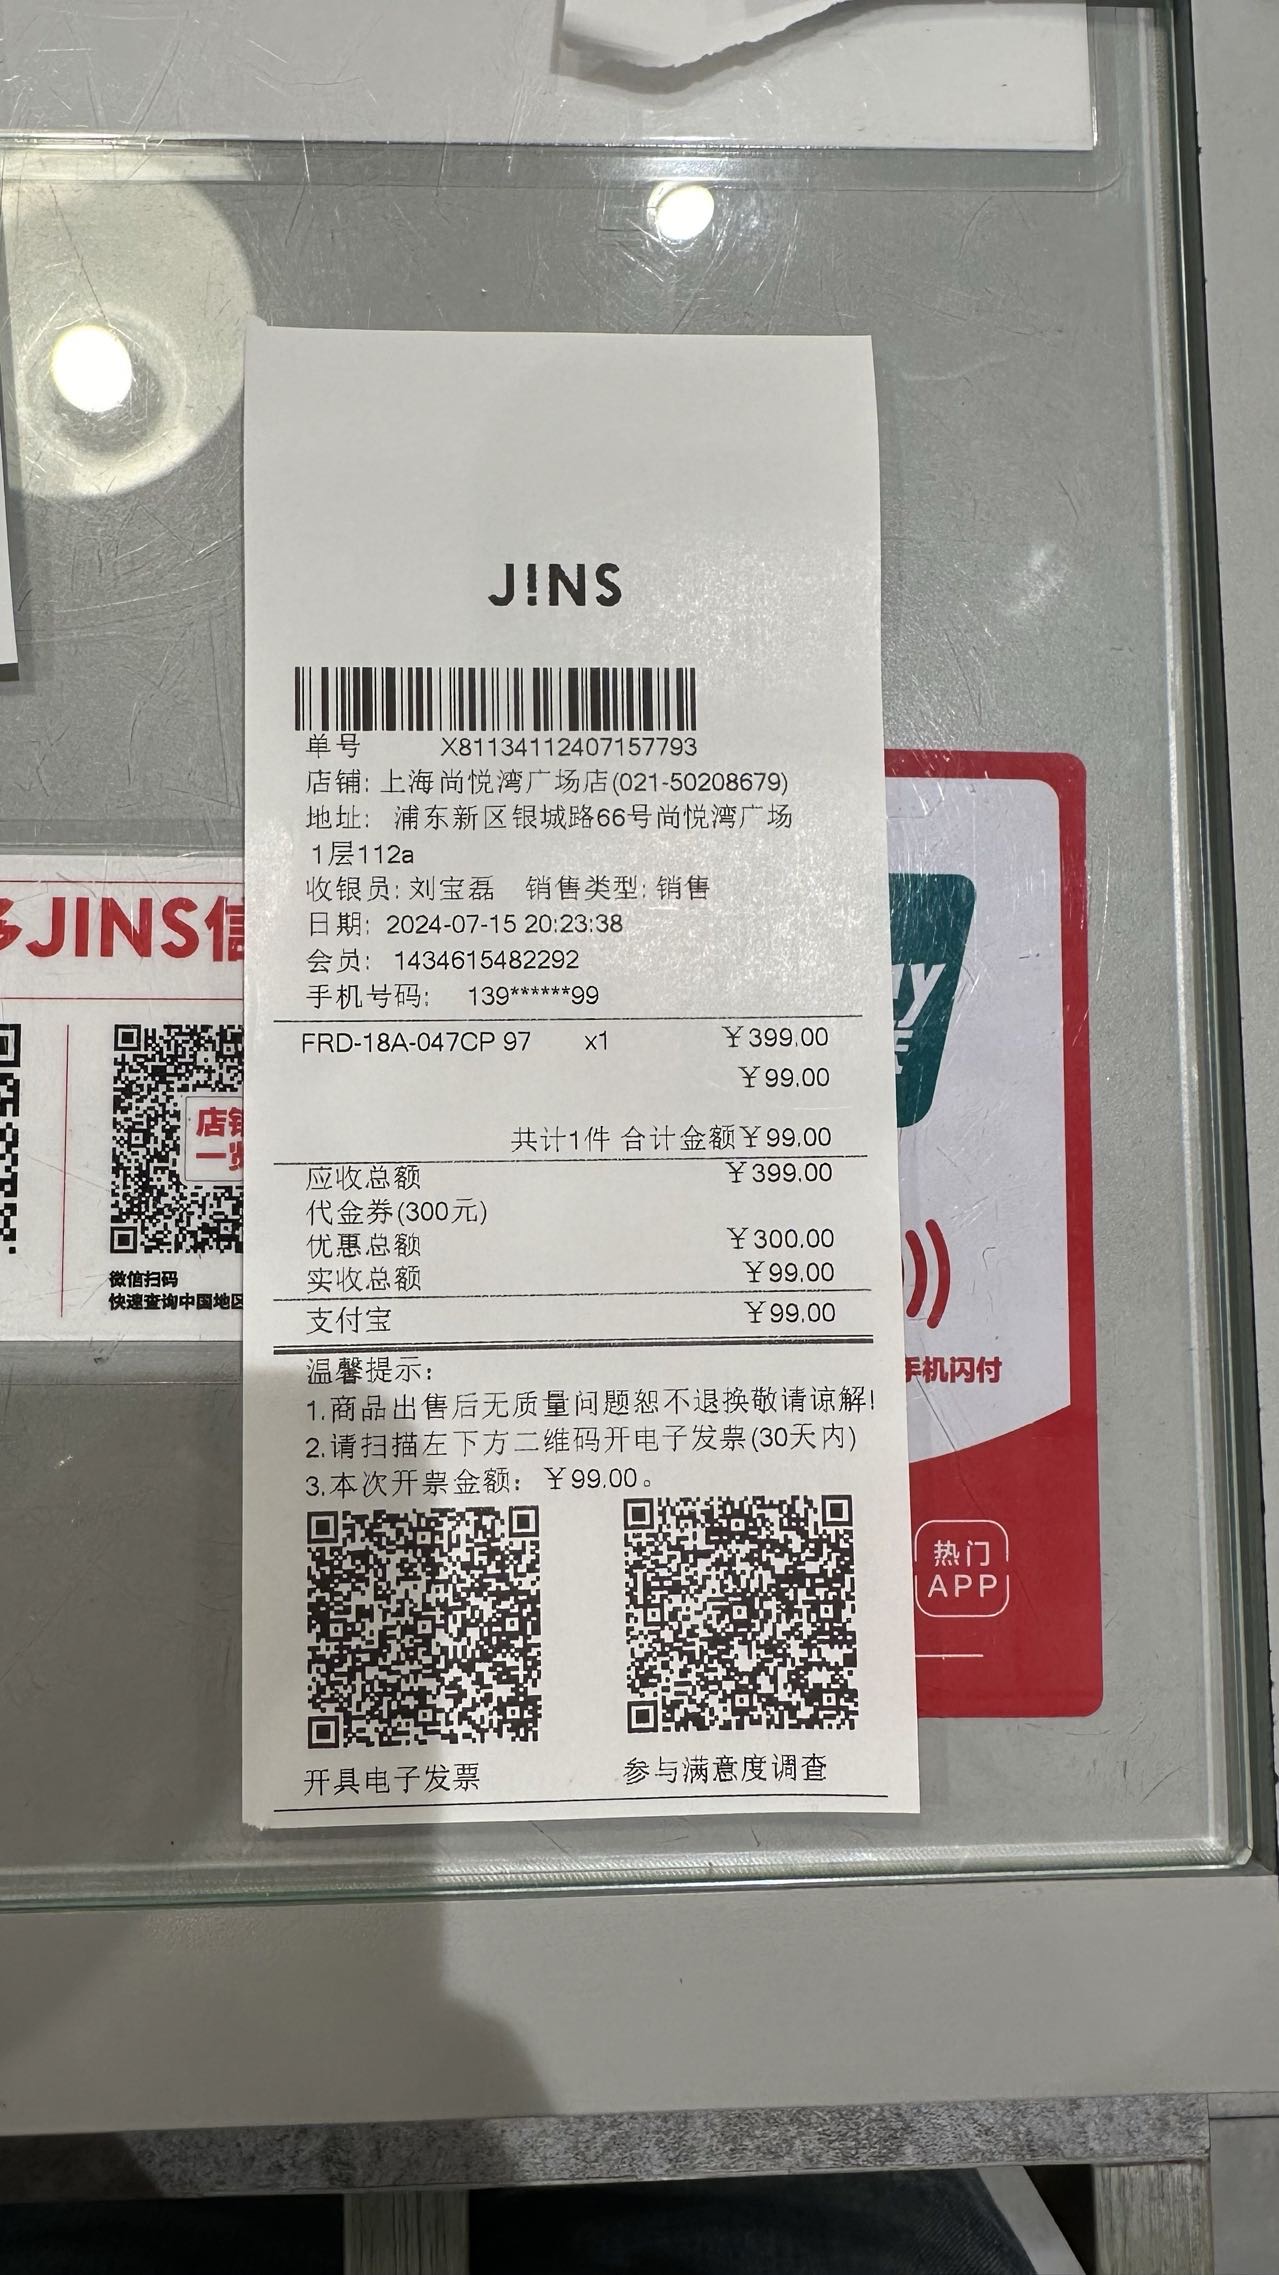 J!NS
单号 X81134112407157793
店铺: 上海尚悦湾广场店(021-50208679)
地址: 浦东新区银城路66号尚悦湾广场
1层112a
收银员: 刘宝磊 销售类型: 销售
日期: 2024-07-15 20:23:38
会员: 1434615482292
手机号码: 139******99
FRD-18A-047CP 97 x1 ￥399.00
￥99.00
共计1件 合计金额￥99.00
应收总额 ￥399.00
代金券(300元)
优惠总额 ￥300.00
实收总额 ￥99.00
支付宝 ￥99.00
温馨提示:
1.商品出售后无质量问题恕不退换敬请谅解!
2.请扫描左下方二维码开电子发票(30天内)
3.本次开票金额: ￥99.00。
开具电子发票 参与满意度调查
JINS信
店铺
一览
微信扫码
快速查询中国地区
手机闪付
热门
APP